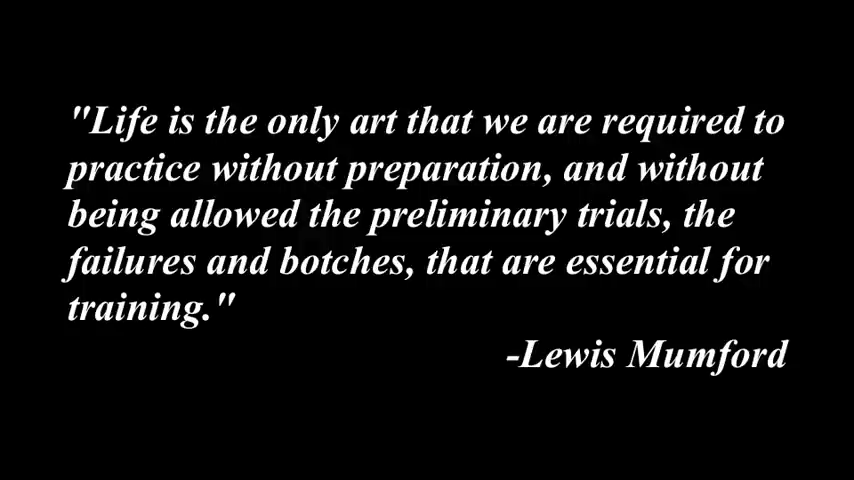 "Life is the only art that we are required to
practice without preparation, and without
being allowed the preliminary trials, the
failures and botches, that are essential for
training."
-Lewis Mumford